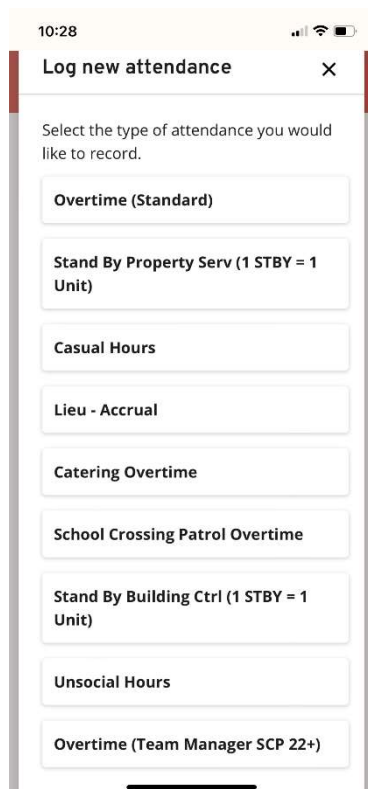 10:28
Log new attendance
Select the type of attendance you would
like to record.
Overtime (Standard)
Stand By Property Serv (1 STBY = 1
Unit)
Casual Hours
Lieu - Accrual
Catering Overtime
School Crossing Patrol Overtime
Stand By Building Ctrl (1 STBY = 1
Unit)
Unsocial Hours
Overtime (Team Manager SCP 22+)